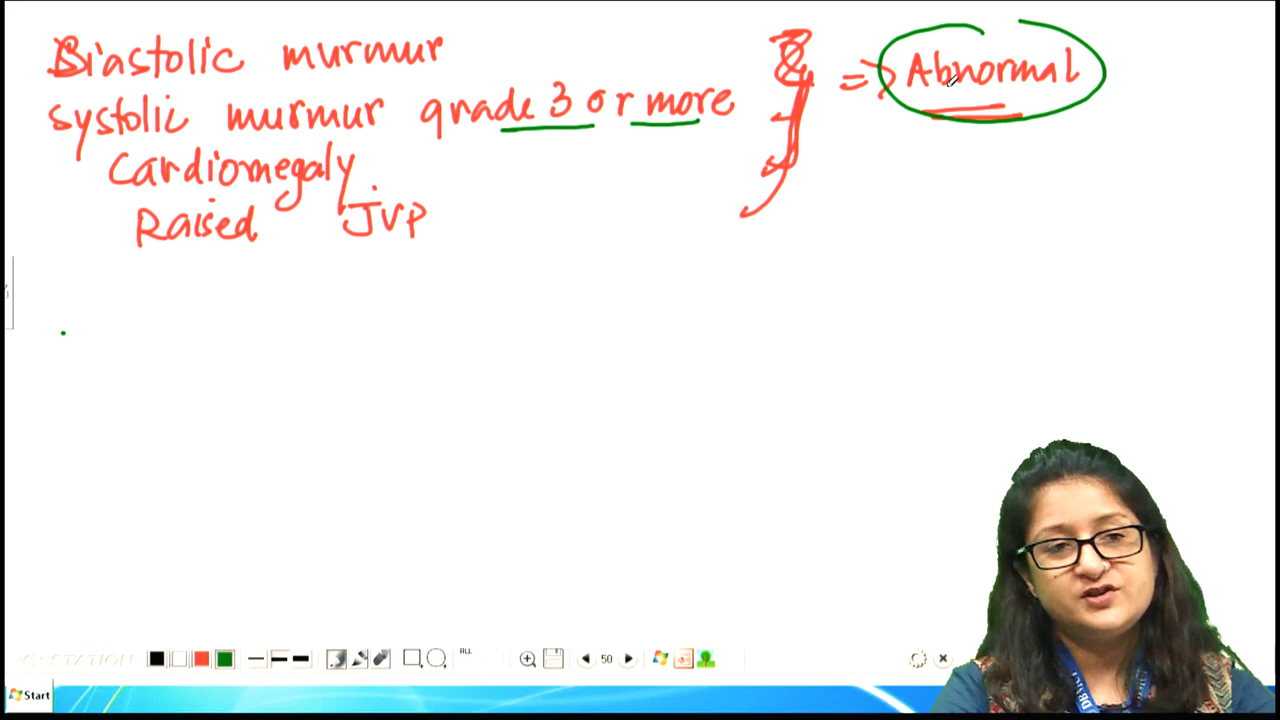 Diastolic murmur
systolic murmur grade 3 or more
Cardiomegaly
Raised JVP
=> Abnormal
50
Start